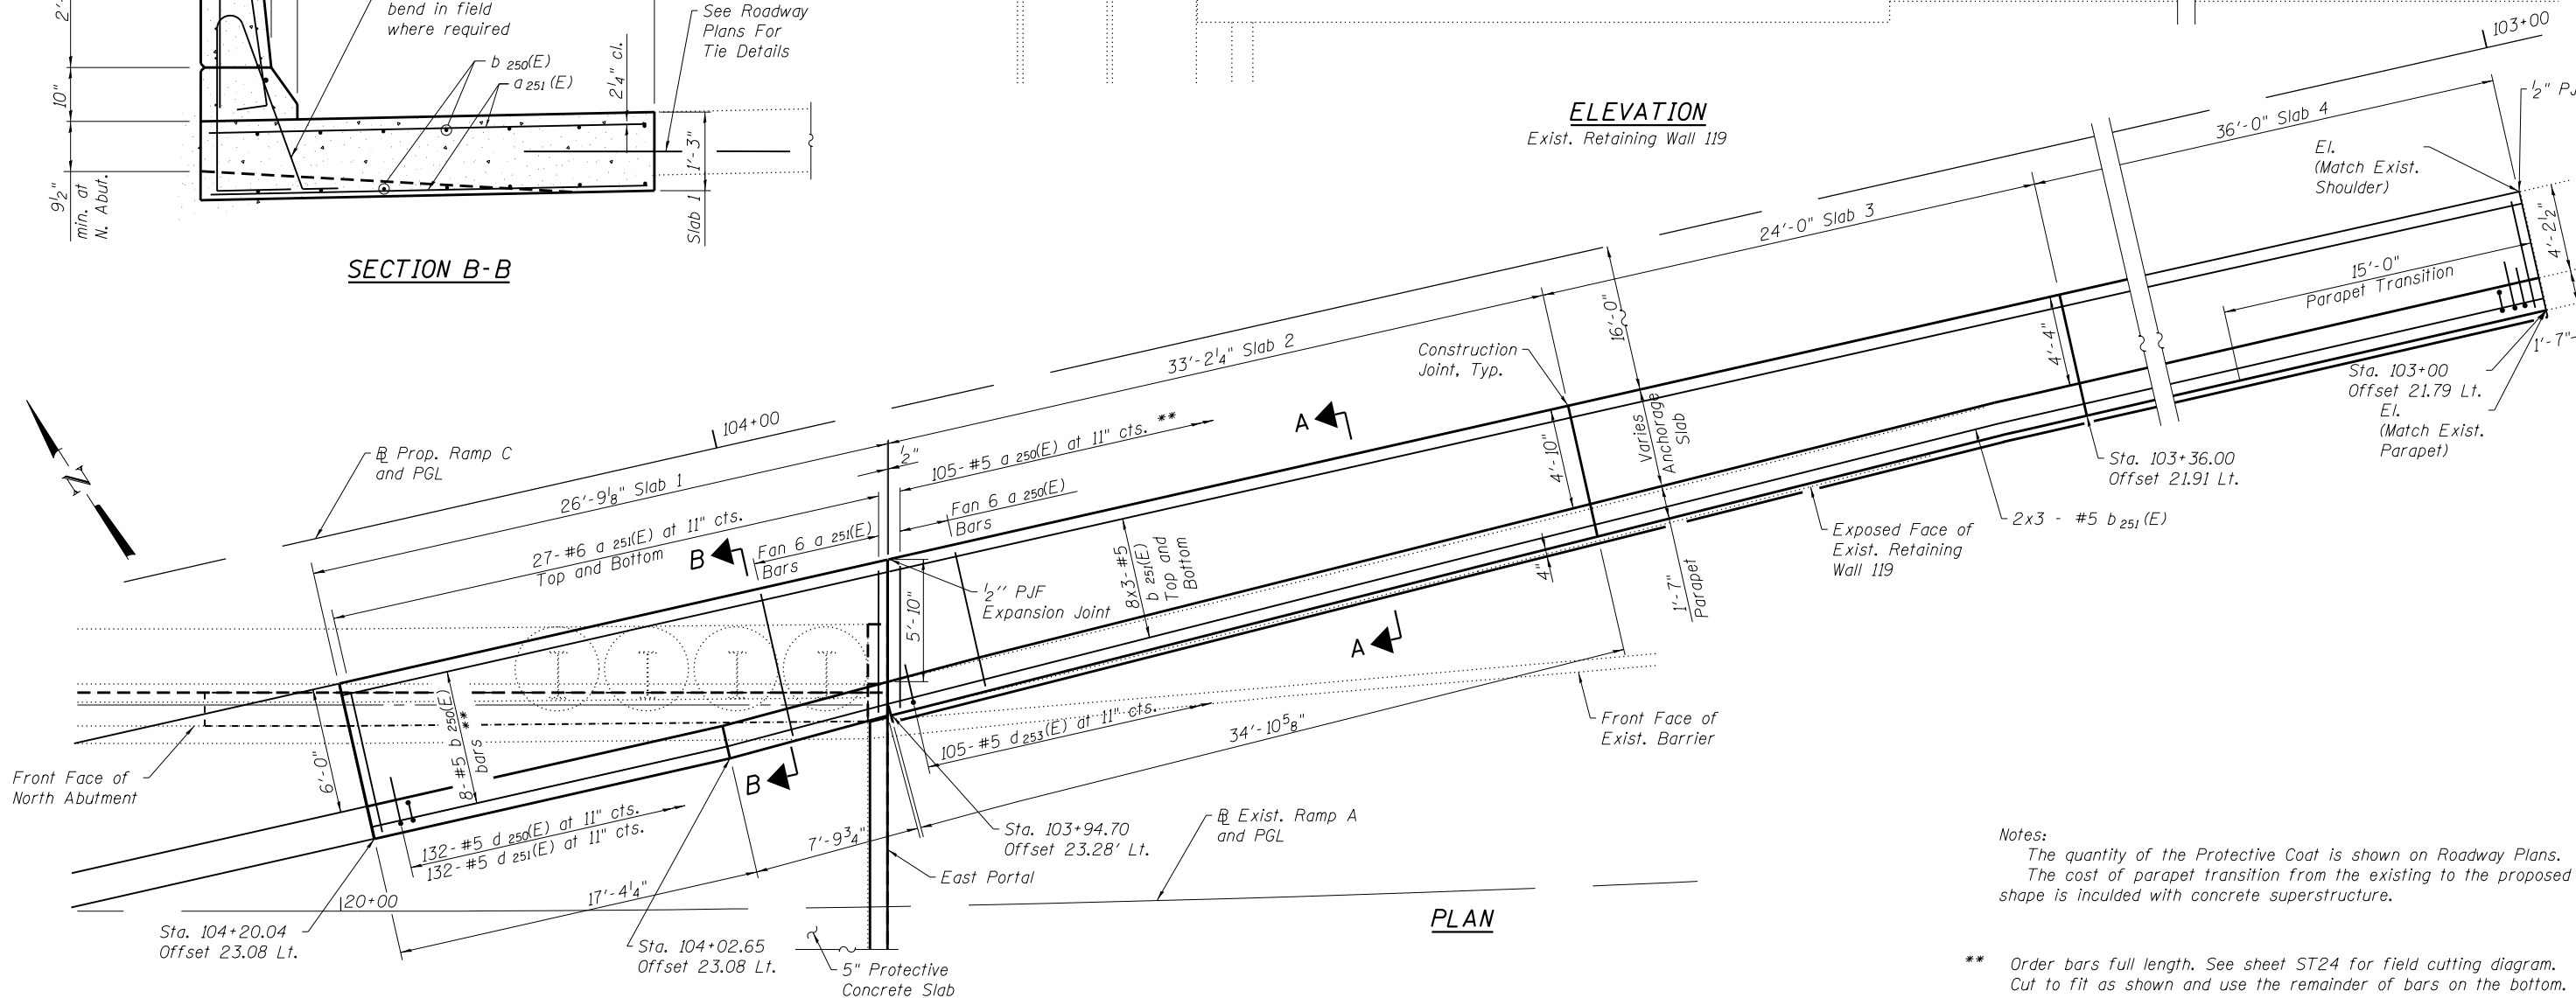 bend in field
where required
See Roadway
Plans For
Tie Details
b 250(E)
a 251 (E)
2¼" cl.
10"
9½"
min. at
N. Abut.
1'-3"
Slab 1
SECTION B-B
ELEVATION
Exist. Retaining Wall 119
103+00
36'-0" Slab 4
24'-0" Slab 3
33'-2¼" Slab 2
26'-9⅛" Slab 1
104+00
℄ Prop. Ramp C
and PGL
N
El.
(Match Exist.
Shoulder)
4'-2½"
15'-0"
Parapet Transition
1'-7"
Sta. 103+00
Offset 21.79 Lt.
El.
(Match Exist.
Parapet)
4'-4"
Sta. 103+36.00
Offset 21.91 Lt.
2x3 - #5 b 251 (E)
Exposed Face of
Exist. Retaining
Wall 119
16'-0"
Varies
Anchorage
Slab
1'-7"
Parapet
Construction
Joint, Typ.
4'-10"
4"
A
A
½"
105-#5 a 250(E) at 11" cts. **
Fan 6 a 250(E)
Bars
27-#6 a 251(E) at 11" cts.
Top and Bottom
Fan 6 a 251(E)
Bars
B
B
½" PJF
Expansion Joint
5'-10"
8x3-#5
b 251(E)
Top and
Bottom
8-#5 b 250(E)
bars **
6'-0"
Front Face of
North Abutment
132-#5 d 250(E) at 11" cts.
132-#5 d 251(E) at 11" cts.
105-#5 d 253(E) at 11" cts.
34'-10⅝"
7'-9¾"
17'-4¼"
Front Face of
Exist. Barrier
Sta. 103+94.70
Offset 23.28' Lt.
East Portal
℄ Exist. Ramp A
and PGL
120+00
Sta. 104+20.04
Offset 23.08 Lt.
Sta. 104+02.65
Offset 23.08 Lt.
5" Protective
Concrete Slab
PLAN
Notes:
The quantity of the Protective Coat is shown on Roadway Plans.
The cost of parapet transition from the existing to the proposed
shape is inculded with concrete superstructure.
** Order bars full length. See sheet ST24 for field cutting diagram.
Cut to fit as shown and use the remainder of bars on the bottom.